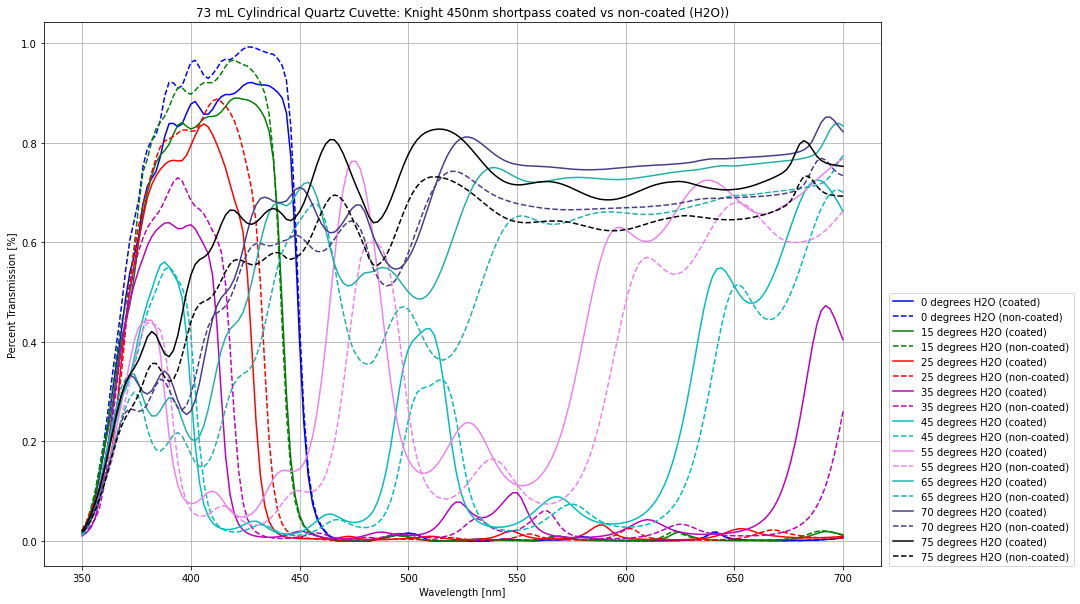 73 mL Cylindrical Quartz Cuvette: Knight 450nm shortpass coated vs non-coated (H2O))
1.0
0.8
0.6
0.4
0.2
0.0
Percent Transmission [%]
350 400 450 500 550 600 650 700
Wavelength [nm]
0 degrees H2O (coated)
0 degrees H2O (non-coated)
15 degrees H2O (coated)
15 degrees H2O (non-coated)
25 degrees H2O (coated)
25 degrees H2O (non-coated)
35 degrees H2O (coated)
35 degrees H2O (non-coated)
45 degrees H2O (coated)
45 degrees H2O (non-coated)
55 degrees H2O (coated)
55 degrees H2O (non-coated)
65 degrees H2O (coated)
65 degrees H2O (non-coated)
70 degrees H2O (coated)
70 degrees H2O (non-coated)
75 degrees H2O (coated)
75 degrees H2O (non-coated)